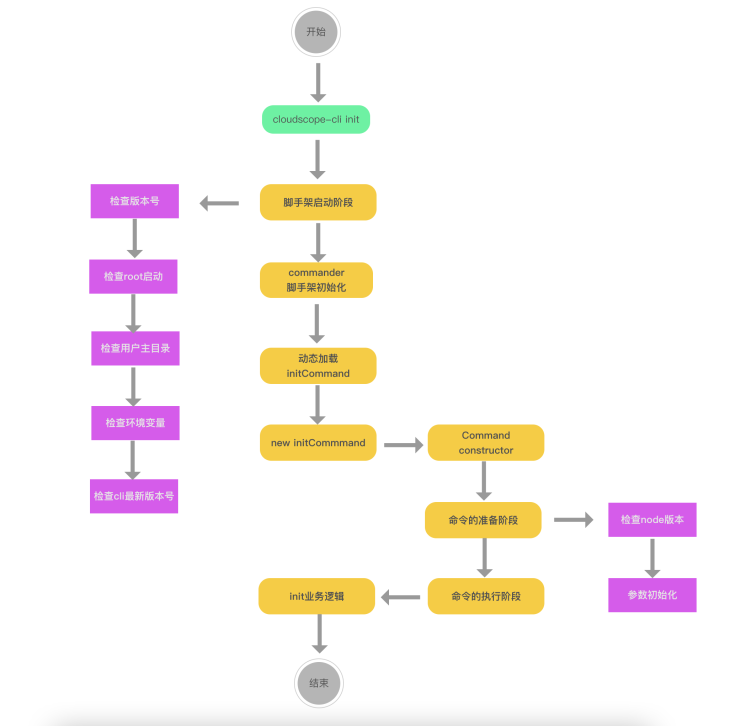 开始
cloudscope-cli init
检查版本号
脚手架启动阶段
检查root启动
commander
脚手架初始化
检查用户主目录
动态加载
initCommand
检查环境变量
new initCommmand
Command
constructor
检查cli最新版本号
命令的准备阶段
检查node版本
init业务逻辑
命令的执行阶段
参数初始化
结束